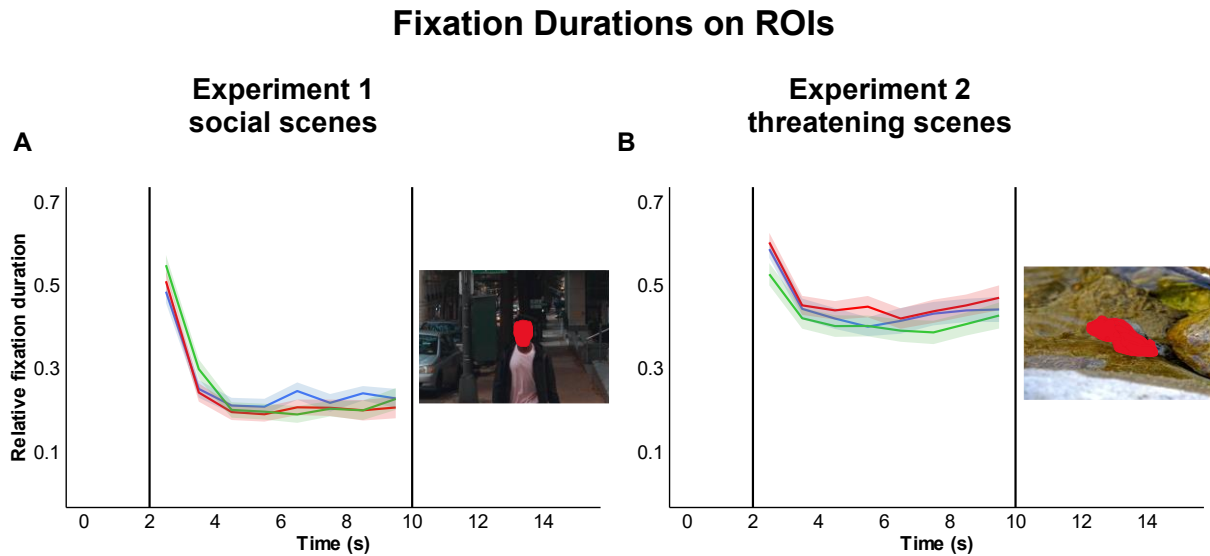 Fixation Durations on ROIs
Experiment 1
social scenes
A
Relative fixation duration
0.7
0.5
0.3
0.1
0 2 4 6 8 10 12 14
Time (s)
Experiment 2
threatening scenes
B
0.7
0.5
0.3
0.1
0 2 4 6 8 10 12 14
Time (s)